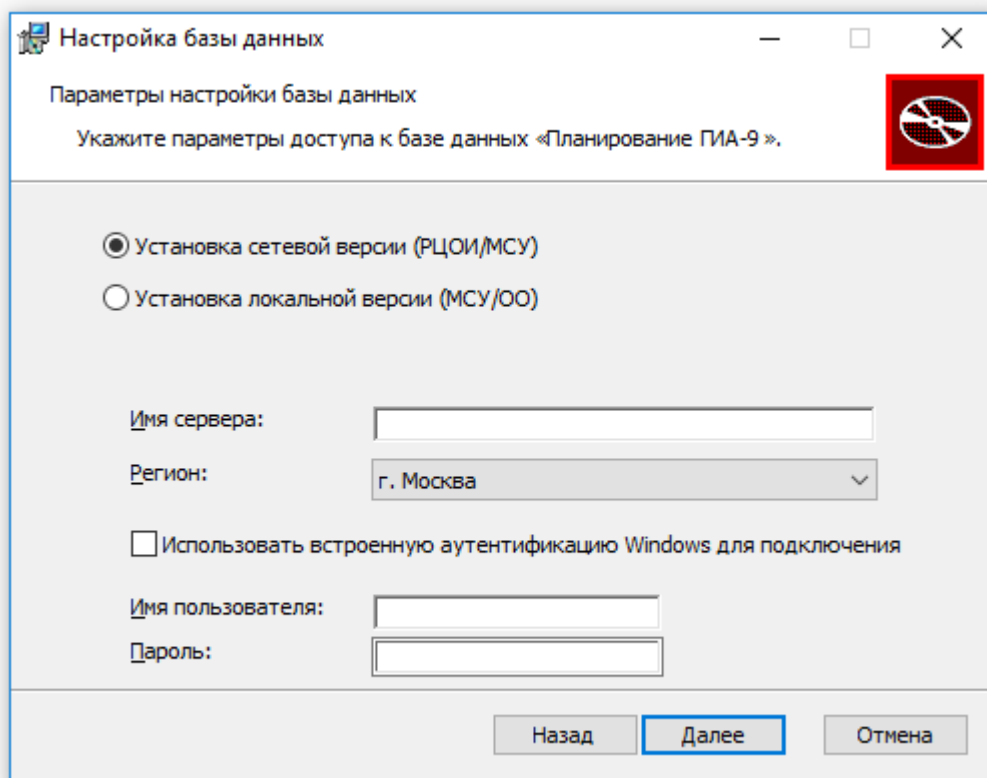 Настройка базы данных
Параметры настройки базы данных
Укажите параметры доступа к базе данных «Планирование ГИА-9 ».
Установка сетевой версии (РЦОИ/МСУ)
Установка локальной версии (МСУ/ОО)
Имя сервера:
Регион: г. Москва
Использовать встроенную аутентификацию Windows для подключения
Имя пользователя:
Пароль:
Назад Далее Отмена